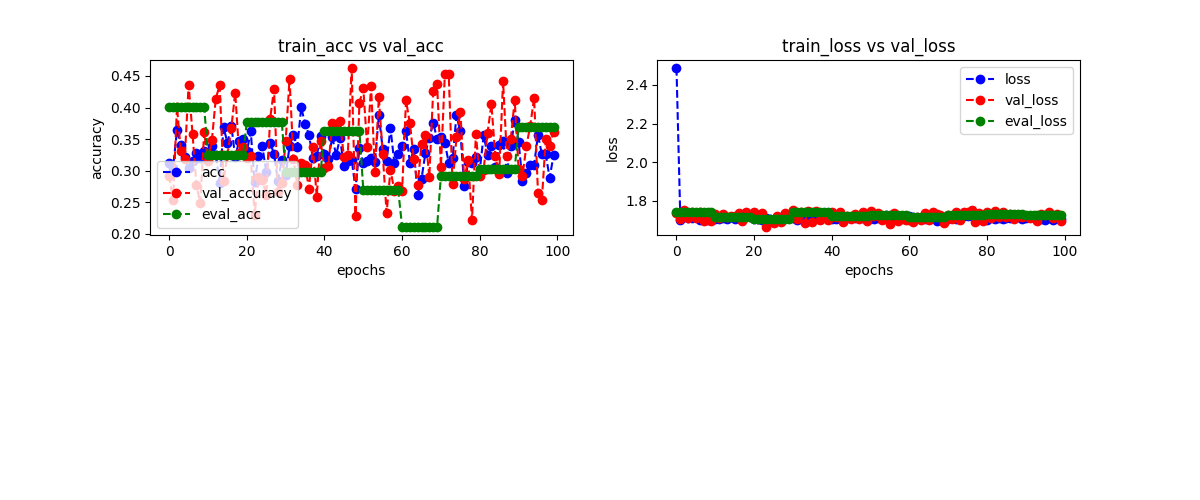 train_acc vs val_acc
accuracy
0.45
0.40
0.35
0.30
0.25
0.20
acc
val_accuracy
eval_acc
0 20 40 60 80 100
epochs
train_loss vs val_loss
loss
2.4
2.2
2.0
1.8
loss
val_loss
eval_loss
0 20 40 60 80 100
epochs